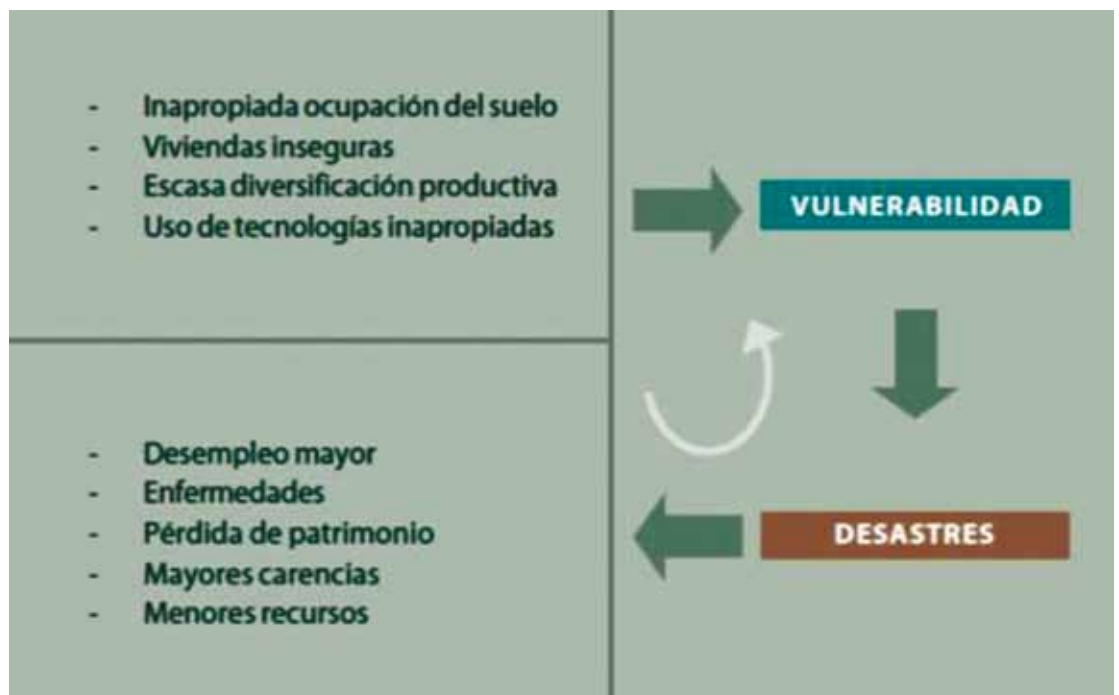 - Inapropiada ocupación del suelo
- Viviendas inseguras
- Escasa diversificación productiva
- Uso de tecnologías inapropiadas
VULNERABILIDAD
- Desempleo mayor
- Enfermedades
- Pérdida de patrimonio
- Mayores carencias
- Menores recursos
DESASTRES